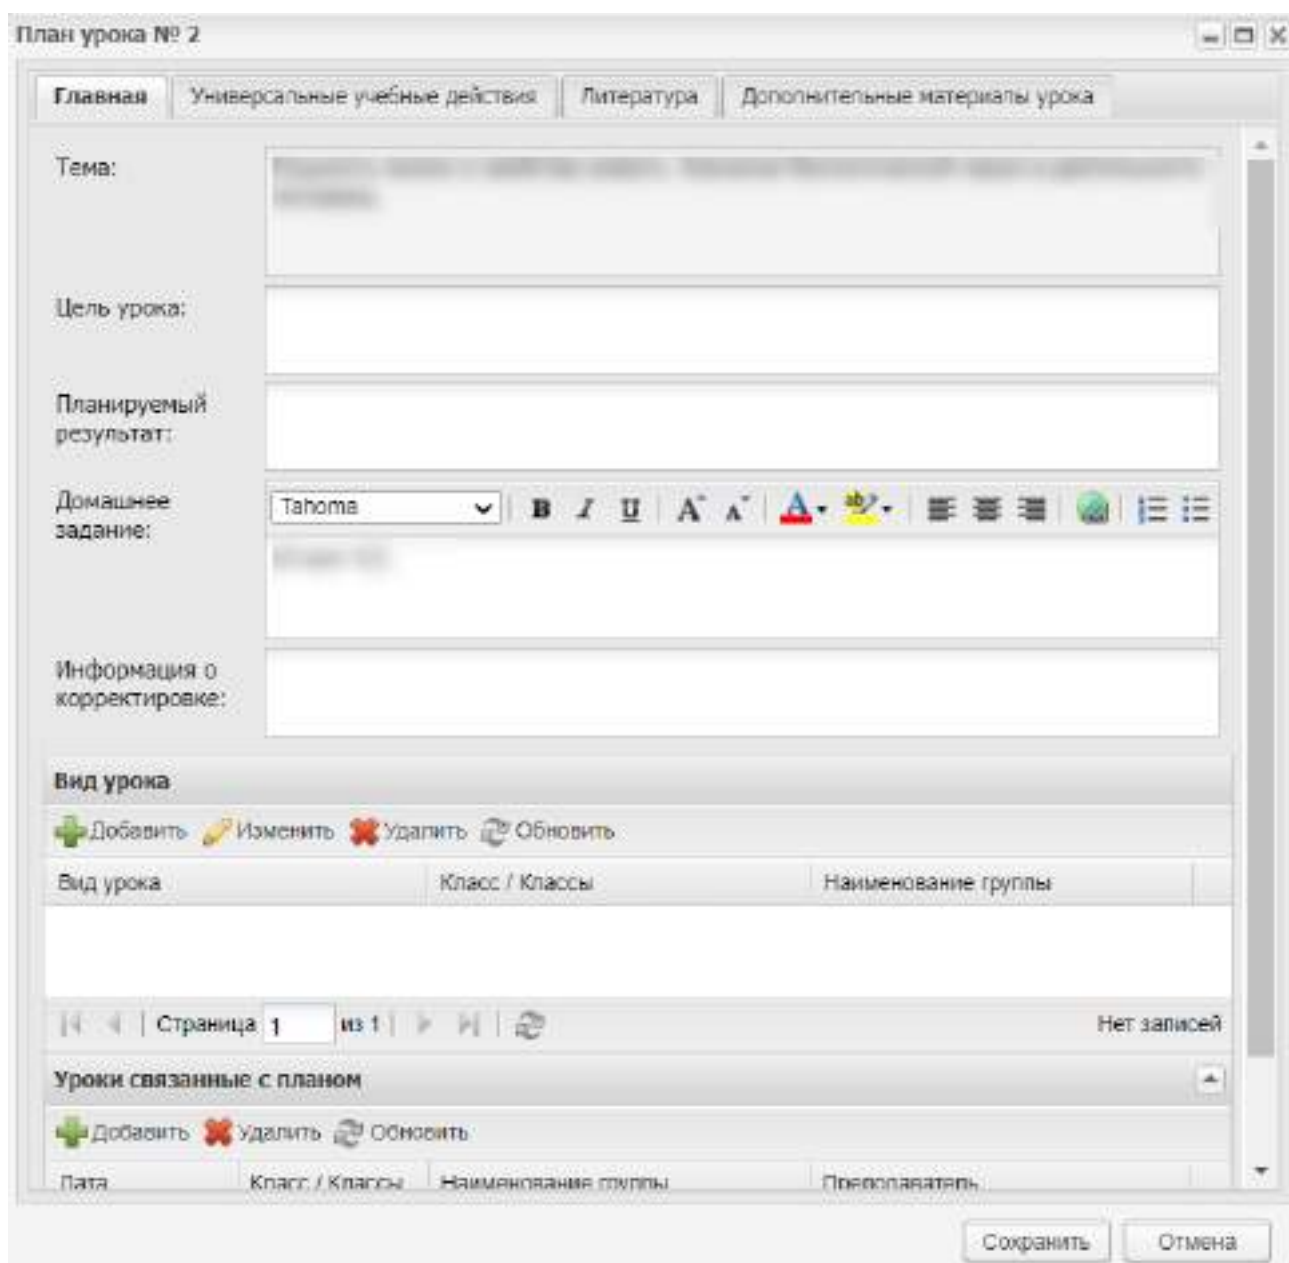 План урока № 2
Главная Универсальные учебные действия Литература Дополнительные материалы урока
Тема:
Цель урока:
Планируемый
результат:
Домашнее
задание:
Tahoma B I U A A A ab
Информация о
корректировке:
Вид урока
Добавить Изменить Удалить Обновить
Вид урока Класс / Классы Наименование группы
Страница 1 из 1 Нет записей
Уроки связанные с планом
Добавить Удалить Обновить
Дата Класс / Классы Наименование группы Преподаватель
Сохранить Отмена